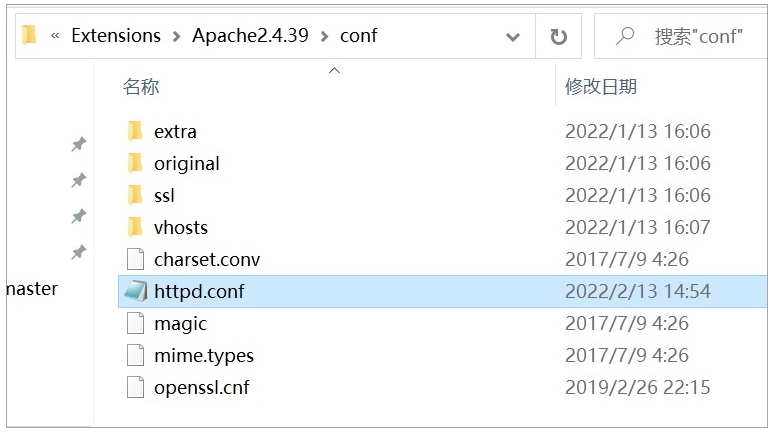 « Extensions > Apache2.4.39 > conf 搜索"conf"
名称 修改日期
extra 2022/1/13 16:06
original 2022/1/13 16:06
ssl 2022/1/13 16:06
vhosts 2022/1/13 16:07
charset.conv 2017/7/9 4:26
master httpd.conf 2022/2/13 14:54
magic 2017/7/9 4:26
mime.types 2017/7/9 4:26
openssl.cnf 2019/2/26 22:15